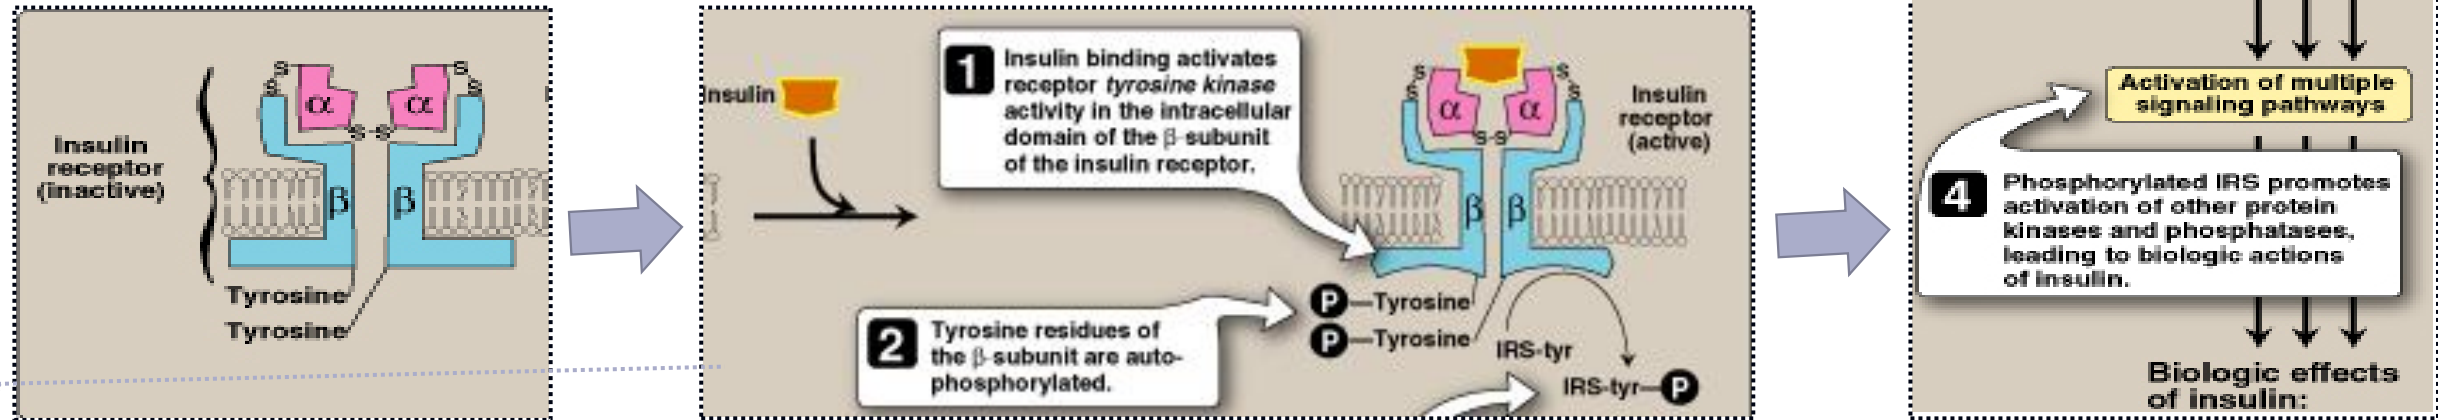 Insulin
receptor
(inactive)
S
S
S
α
α
S
S
S
S-S
β
β
Tyrosine
Tyrosine
nsulin
1
Insulin binding activates
receptor tyrosine kinase
activity in the intracellular
domain of the β-subunit
of the insulin receptor.
S
S
S
α
α
S
S
S
S-S
β
β
Insulin
receptor
(active)
2
Tyrosine residues of
the β-subunit are auto-
phosphorylated.
P—Tyrosine
P—Tyrosine
IRS-tyr
IRS-tyr—P
Activation of multiple
signaling pathways
4
Phosphorylated IRS promotes
activation of other protein
kinases and phosphatases,
leading to biologic actions
of insulin.
Biologic effects
of insulin: